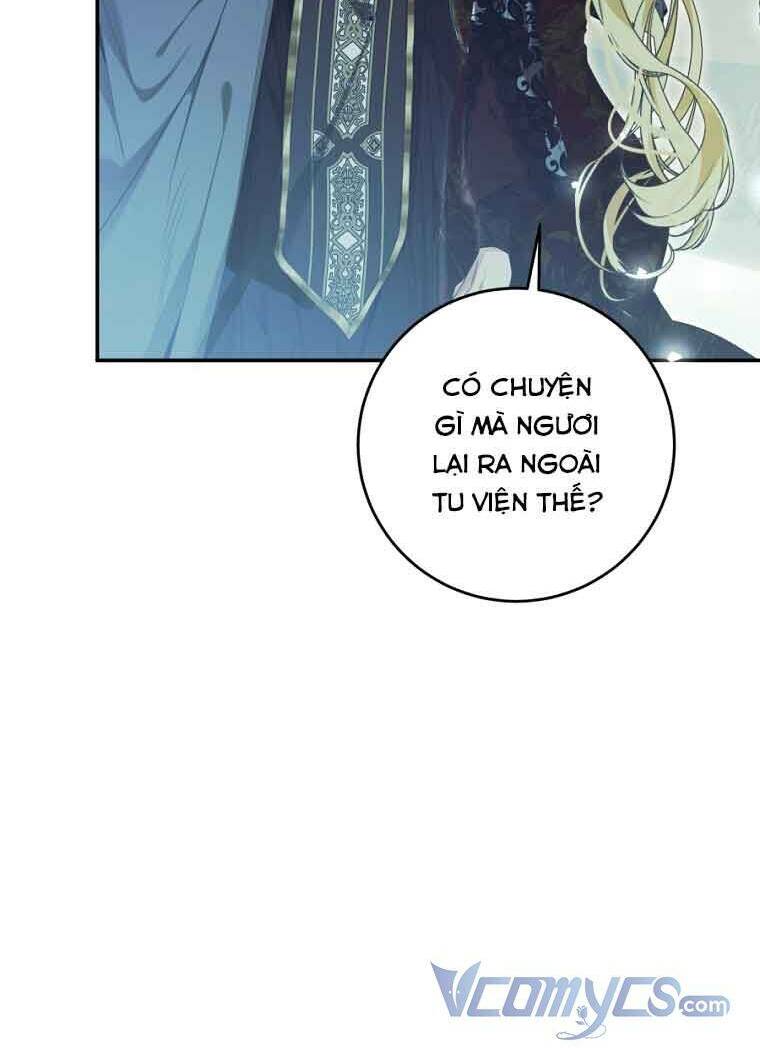 CÓ CHUYỆN
GÌ MÀ NGƯƠI
LẠI RA NGOÀI
TU VIỆN THẾ?
VCOMYCS.com